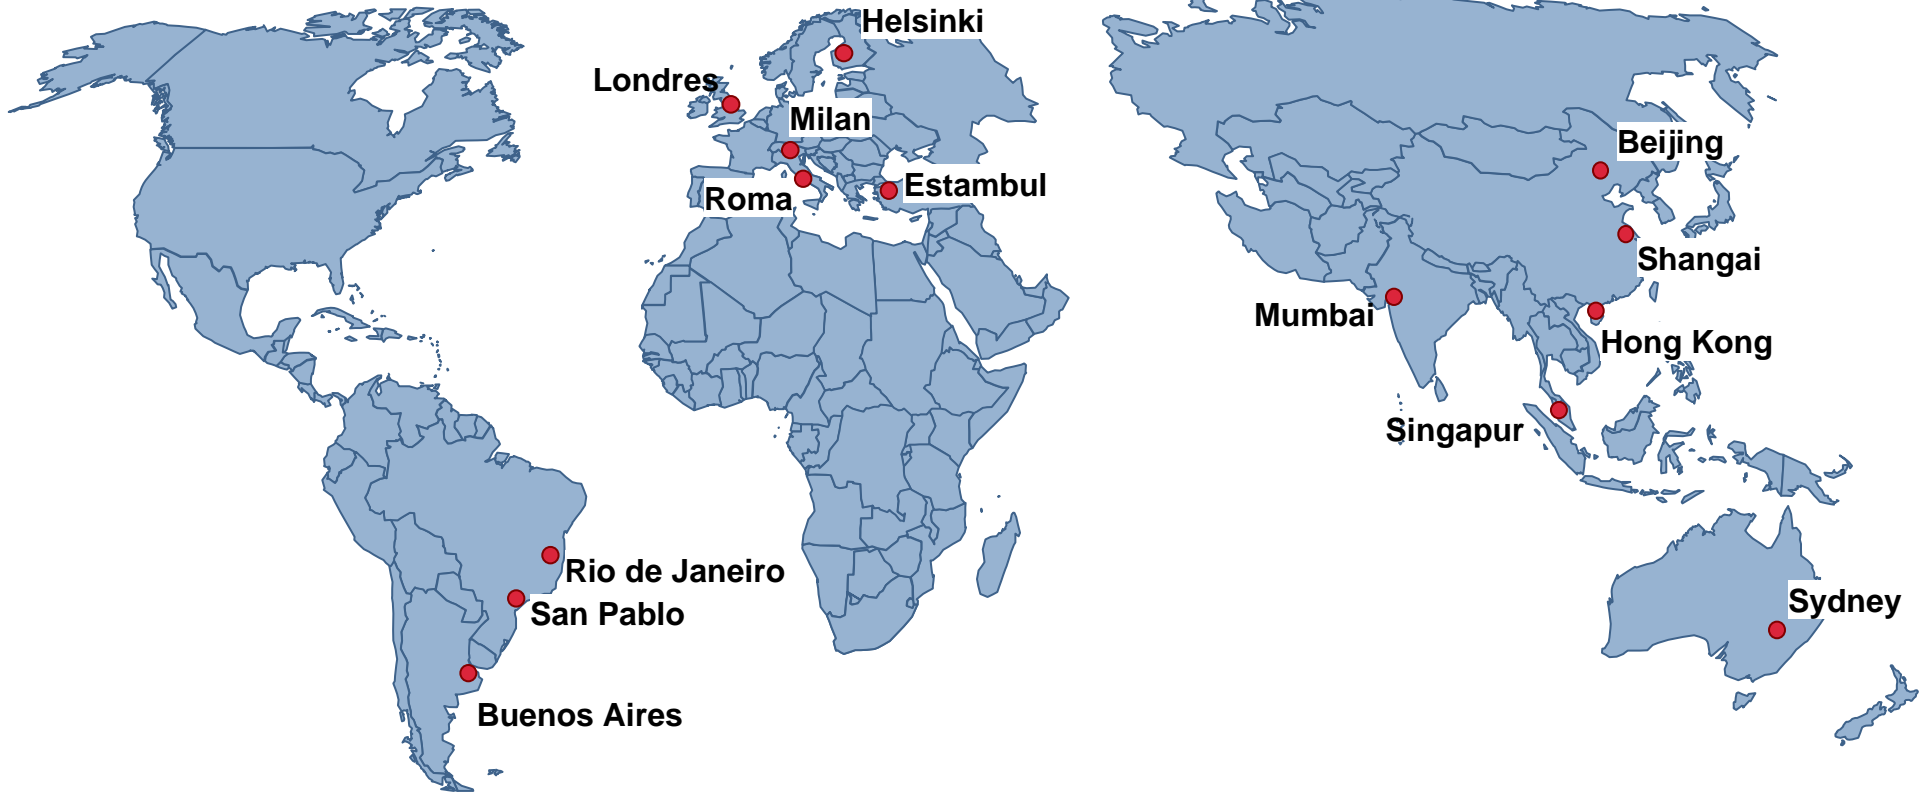 Helsinki
Londres
Milan
Beijing
Roma
Estambul
Shangai
Mumbai
Hong Kong
Singapur
Rio de Janeiro
San Pablo
Sydney
Buenos Aires